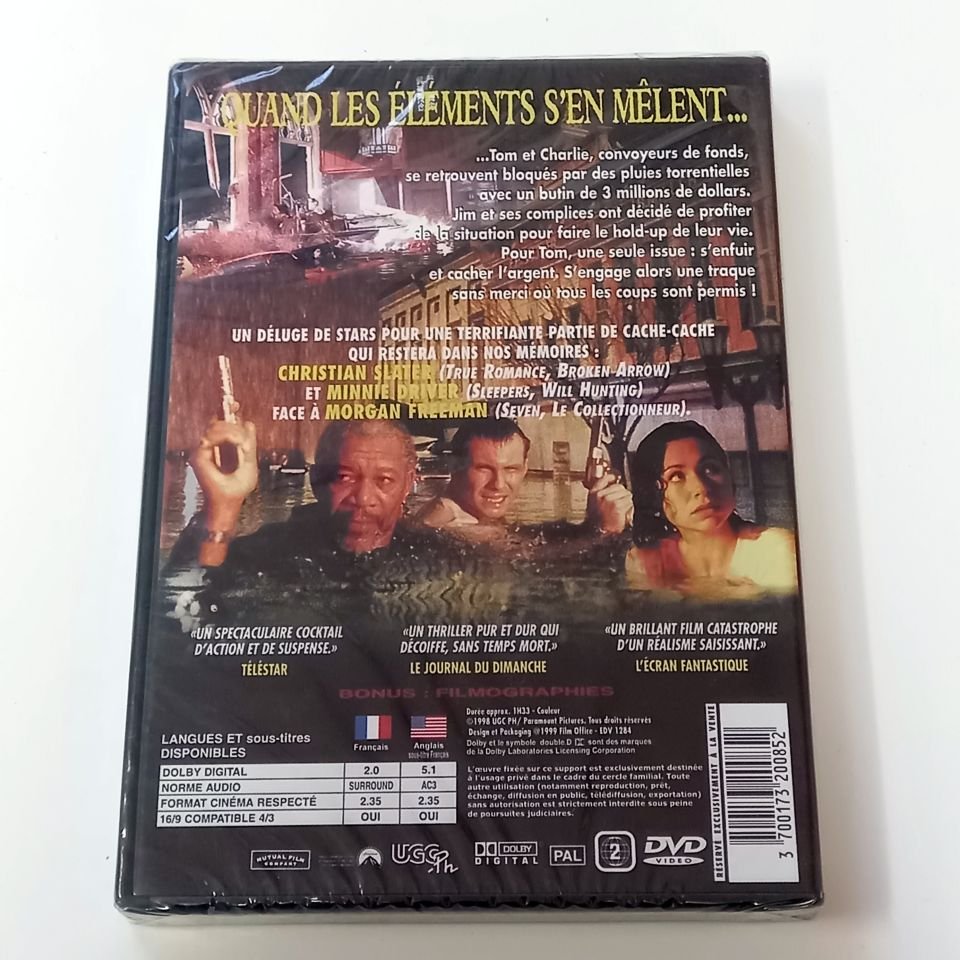 QUAND LES ÉLÉMENTS S'EN MÊLENT...
...Tom et Charlie, convoyeurs de fonds,
se retrouvent bloqués par des pluies torrentielles
avec un butin de 3 millions de dollars.
Jim et ses complices ont décidé de profiter
de la situation pour faire le hold-up de leur vie.
Pour Tom, une seule issue : s'enfuir
et cacher l'argent. S'engage alors une traque
sans merci où tous les coups sont permis !
UN DÉLUGE DE STARS POUR UNE TERRIFIANTE PARTIE DE CACHE-CACHE
QUI RESTERA DANS NOS MÉMOIRES :
CHRISTIAN SLATER (TRUE ROMANCE, BROKEN ARROW)
ET MINNIE DRIVER (SLEEPERS, WILL HUNTING)
FACE À MORGAN FREEMAN (SEVEN, LE COLLECTIONNEUR).
«UN SPECTACULAIRE COCKTAIL
D'ACTION ET DE SUSPENSE.»
TÉLÉSTAR
«UN THRILLER PUR ET DUR QUI
DÉCOIFFE, SANS TEMPS MORT.»
LE JOURNAL DU DIMANCHE
«UN BRILLANT FILM CATASTROPHE
D'UN RÉALISME SAISISSANT.»
L'ÉCRAN FANTASTIQUE
BONUS : FILMOGRAPHIES
LANGUES ET sous-titres
DISPONIBLES
Français
Anglais
sous-titré Français
DOLBY DIGITAL 2.0 5.1
NORME AUDIO SURROUND AC3
FORMAT CINÉMA RESPECTÉ 2.35 2.35
16/9 COMPATIBLE 4/3 OUI OUI
Durée approx. 1H33 - Couleur
©1998 UGC PH/ Paramount Pictures. Tous droits réservés
Design et Packaging @1999 Film Office - EDV 1284
Dolby et le symbole double D sont des marques
de la Dolby Laboratories Licensing Corporation
L'œuvre fixée sur ce support est exclusivement destinée
à l'usage privé dans le cadre du cercle familial. Toute
autre utilisation (notamment reproduction, prêt,
échange, diffusion en public, télédiffusion, exportation)
sans autorisation est strictement interdite sous peine
de poursuites judiciaires.
RÉSERVÉ EXCLUSIVEMENT À LA VENTE
3 700173 200852
MUTUAL FILM
COMPANY
UGC Ph
DOLBY
DIGITAL
PAL
2
DVD
VIDEO